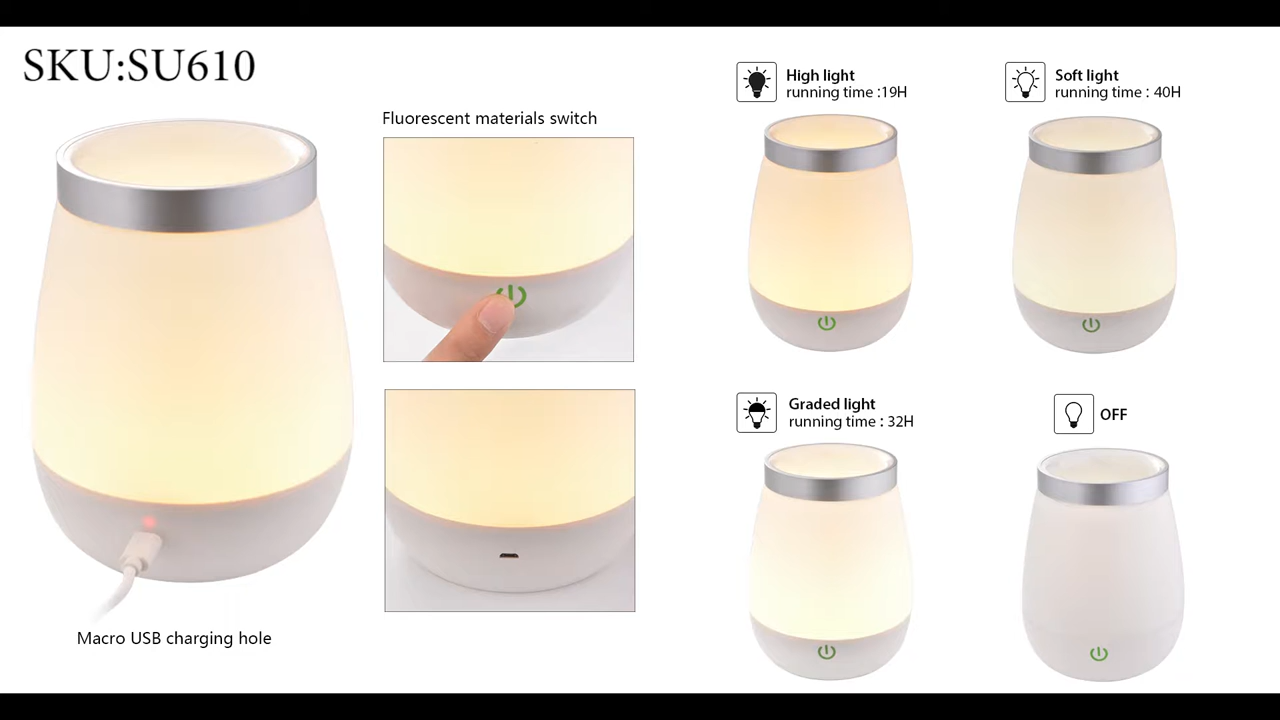 SKU:SU610
Fluorescent materials switch
Macro USB charging hole
High light
running time :19H
Soft light
running time : 40H
Graded light
running time : 32H
OFF